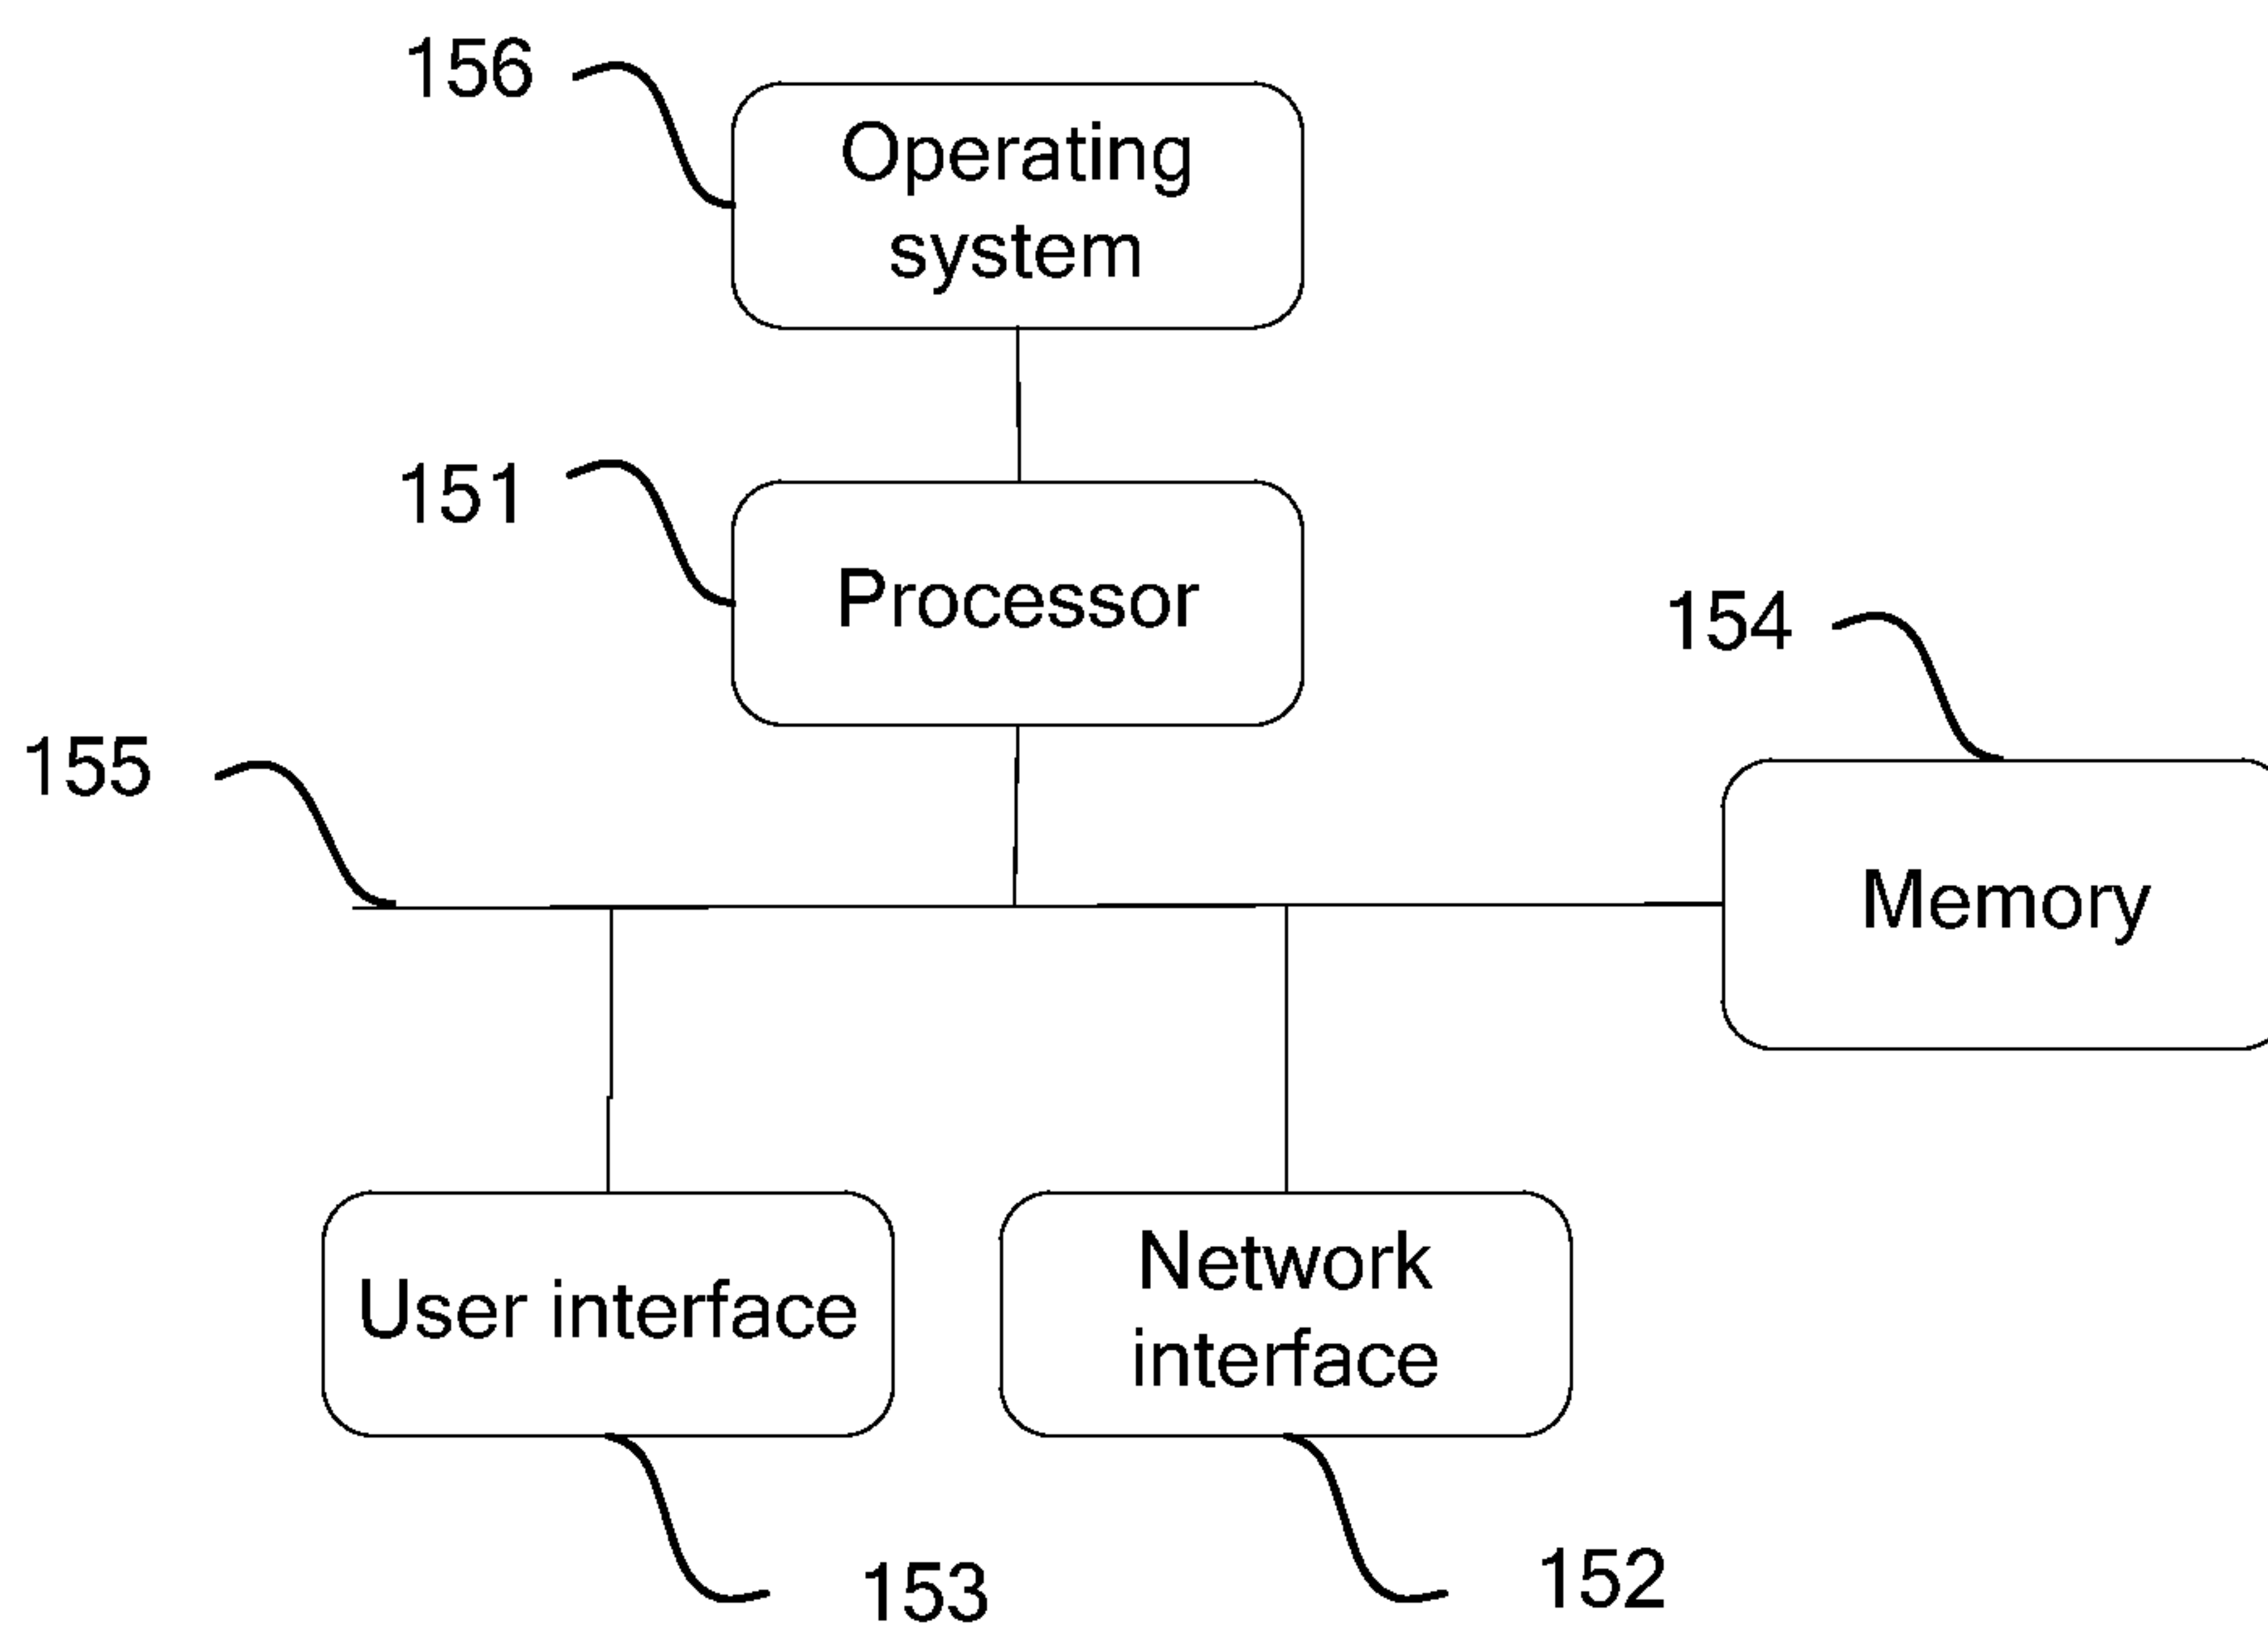 156
Operating
system
151
Processor
154
155
Memory
User interface
Network
interface
153
152